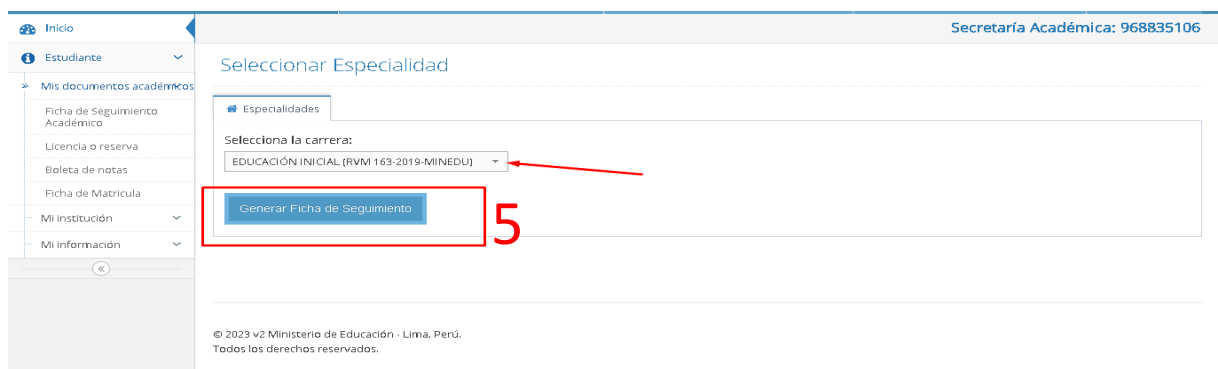 Secretaría Académica: 968835106
Inicio
Estudiante
Mis documentos académicos
Ficha de Seguimiento
Académico
Licencia o reserva
Boleta de notas
Ficha de Matricula
Mi institución
Mi información
Seleccionar Especialidad
Especialidades
Selecciona la carrera:
EDUCACIÓN INICIAL (RVM 163-2019-MINEDU)
Generar Ficha de Seguimiento
5
© 2023 v2 Ministerio de Educación - Lima, Perú.
Todos los derechos reservados.